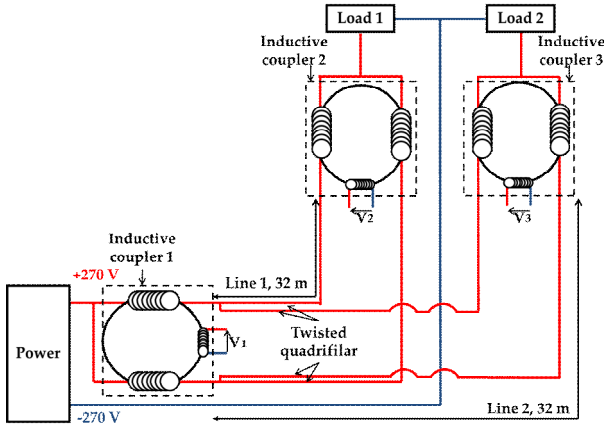 Load 1
Load 2
Inductive
coupler 2
Inductive
coupler 3
V2
V3
Inductive
coupler 1
+270 V
Line 1, 32 m
Power
V1
Twisted
quadrifilar
-270 V
Line 2, 32 m